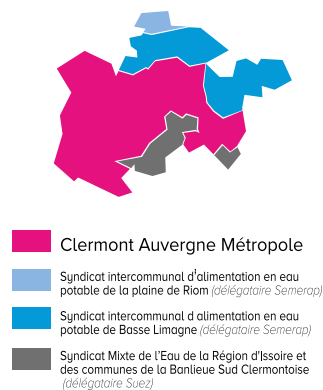 Clermont Auvergne Métropole
Syndicat intercommunal d'alimentation en eau
potable de la plaine de Riom (délégataire Semerap)
Syndicat intercommunal d alimentation en eau
potable de Basse Limagne (délégataire Semerap)
Syndicat Mixte de l'Eau de la Région d'Issoire et
des communes de la Banlieue Sud Clermontoise
(délégataire Suez)